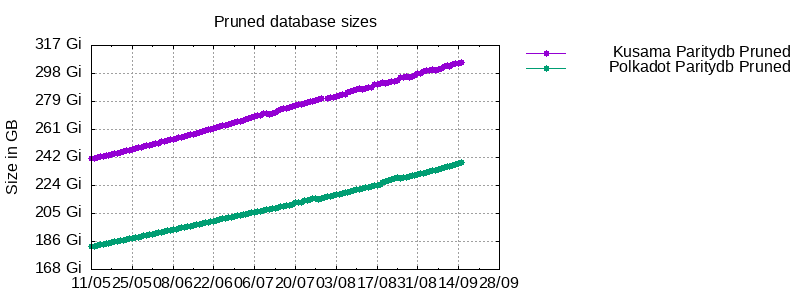 Pruned database sizes
317 Gi
298 Gi
279 Gi
261 Gi
242 Gi
224 Gi
205 Gi
186 Gi
168 Gi
Size in GB
11/05 25/05 08/06 22/06 06/07 20/07 03/08 17/08 31/08 14/09 28/09
Kusama Paritydb Pruned
Polkadot Paritydb Pruned